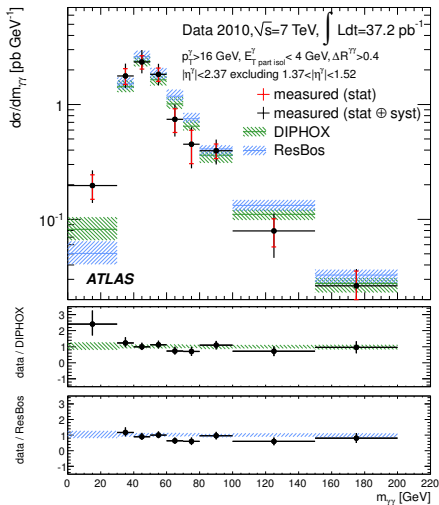 Data 2010, √s=7 TeV, ∫ Ldt=37.2 pb⁻¹
p_T^γ>16 GeV, E_T^γ part isol< 4 GeV, ΔR^γγ>0.4
|η^γ|<2.37 excluding 1.37<|η^γ|<1.52
measured (stat)
measured (stat ⊕ syst)
DIPHOX
ResBos
dσ/dm_γγ [pb GeV⁻¹]
1
10⁻¹
ATLAS
data / DIPHOX
3
2
1
0
-1
data / ResBos
3
2
1
0
-1
0 20 40 60 80 100 120 140 160 180 200 220
m_γγ [GeV]